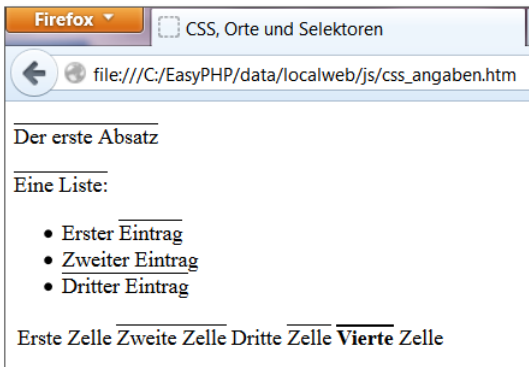 Firefox
CSS, Orte und Selektoren
file:///C:/EasyPHP/data/localweb/js/css_angaben.htm
Der erste Absatz
Eine Liste:
• Erster Eintrag
• Zweiter Eintrag
• Dritter Eintrag
Erste Zelle Zweite Zelle Dritte Zelle Vierte Zelle